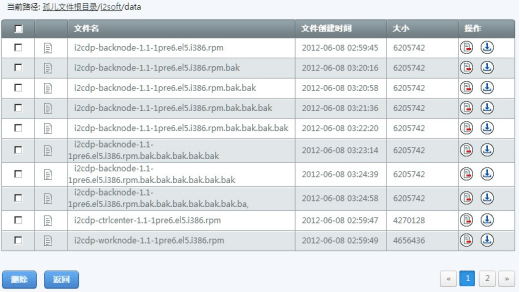 当前路径: 孤儿文件根目录/i2soft/data
文件名 文件创建时间 大小 操作
i2cdp-backnode-1.1-1pre6.el5.i386.rpm 2012-06-08 02:59:45 6205742
i2cdp-backnode-1.1-1pre6.el5.i386.rpm.bak 2012-06-08 03:20:16 6205742
i2cdp-backnode-1.1-1pre6.el5.i386.rpm.bak.bak 2012-06-08 03:20:58 6205742
i2cdp-backnode-1.1-1pre6.el5.i386.rpm.bak.bak.bak 2012-06-08 03:21:36 6205742
i2cdp-backnode-1.1-1pre6.el5.i386.rpm.bak.bak.bak.bak 2012-06-08 03:22:20 6205742
i2cdp-backnode-1.1-
1pre6.el5.i386.rpm.bak.bak.bak.bak.bak 2012-06-08 03:23:14 6205742
i2cdp-backnode-1.1-
1pre6.el5.i386.rpm.bak.bak.bak.bak.bak.bak 2012-06-08 03:24:39 6205742
i2cdp-backnode-1.1-
1pre6.el5.i386.rpm.bak.bak.bak.bak.bak.bak.ba, 2012-06-08 03:24:58 6205742
i2cdp-ctrlcenter-1.1-1pre6.el5.i386.rpm 2012-06-08 02:59:47 4270128
i2cdp-worknode-1.1-1pre6.el5.i386.rpm 2012-06-08 02:59:49 4656436
删除 返回 « 1 2 »